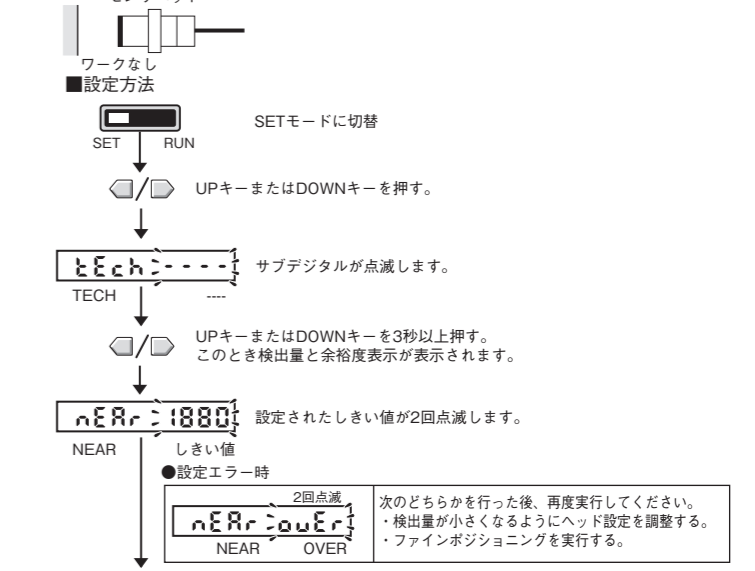 ワークなし
■設定方法
SETモードに切替
SET RUN
UPキーまたはDOWNキーを押す。
tEch ----
サブデジタルが点滅します。
TECH ----
UPキーまたはDOWNキーを3秒以上押す。
このとき検出量と余裕度表示が表示されます。
nEAr 1880
設定されたしきい値が2回点滅します。
NEAR しきい値
●設定エラー時
2回点滅
nEAr ouEr
NEAR OVER
次のどちらかを行った後、再度実行してください。
・検出量が小さくなるようにヘッド設定を調整する。
・ファインポジショニングを実行する。